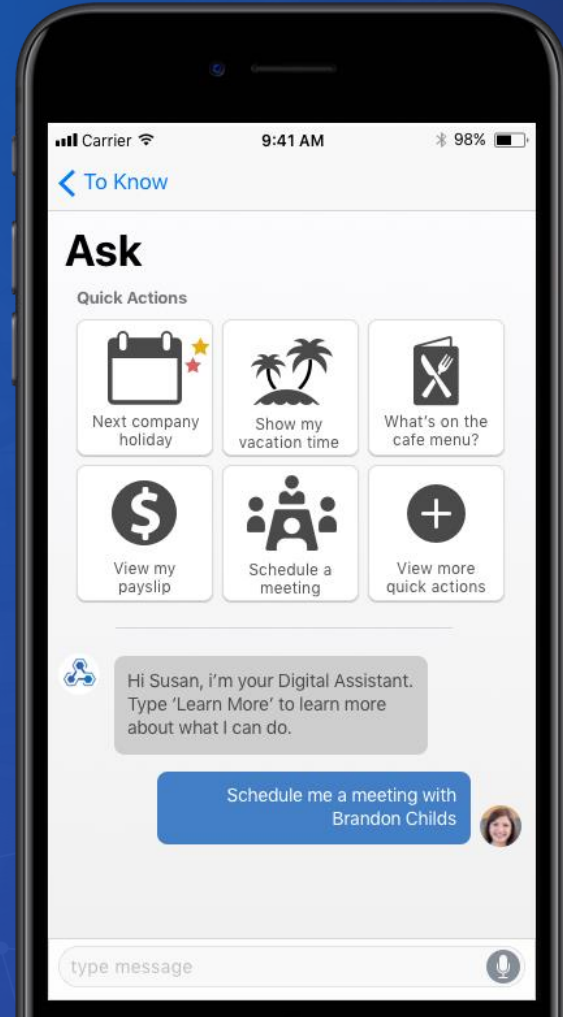 Carrier
9:41 AM
98%
To Know
Ask
Quick Actions
Next company
holiday
Show my
vacation time
What's on the
cafe menu?
View my
payslip
Schedule a
meeting
View more
quick actions
Hi Susan, i'm your Digital Assistant.
Type 'Learn More' to learn more
about what I can do.
Schedule me a meeting with
Brandon Childs
type message